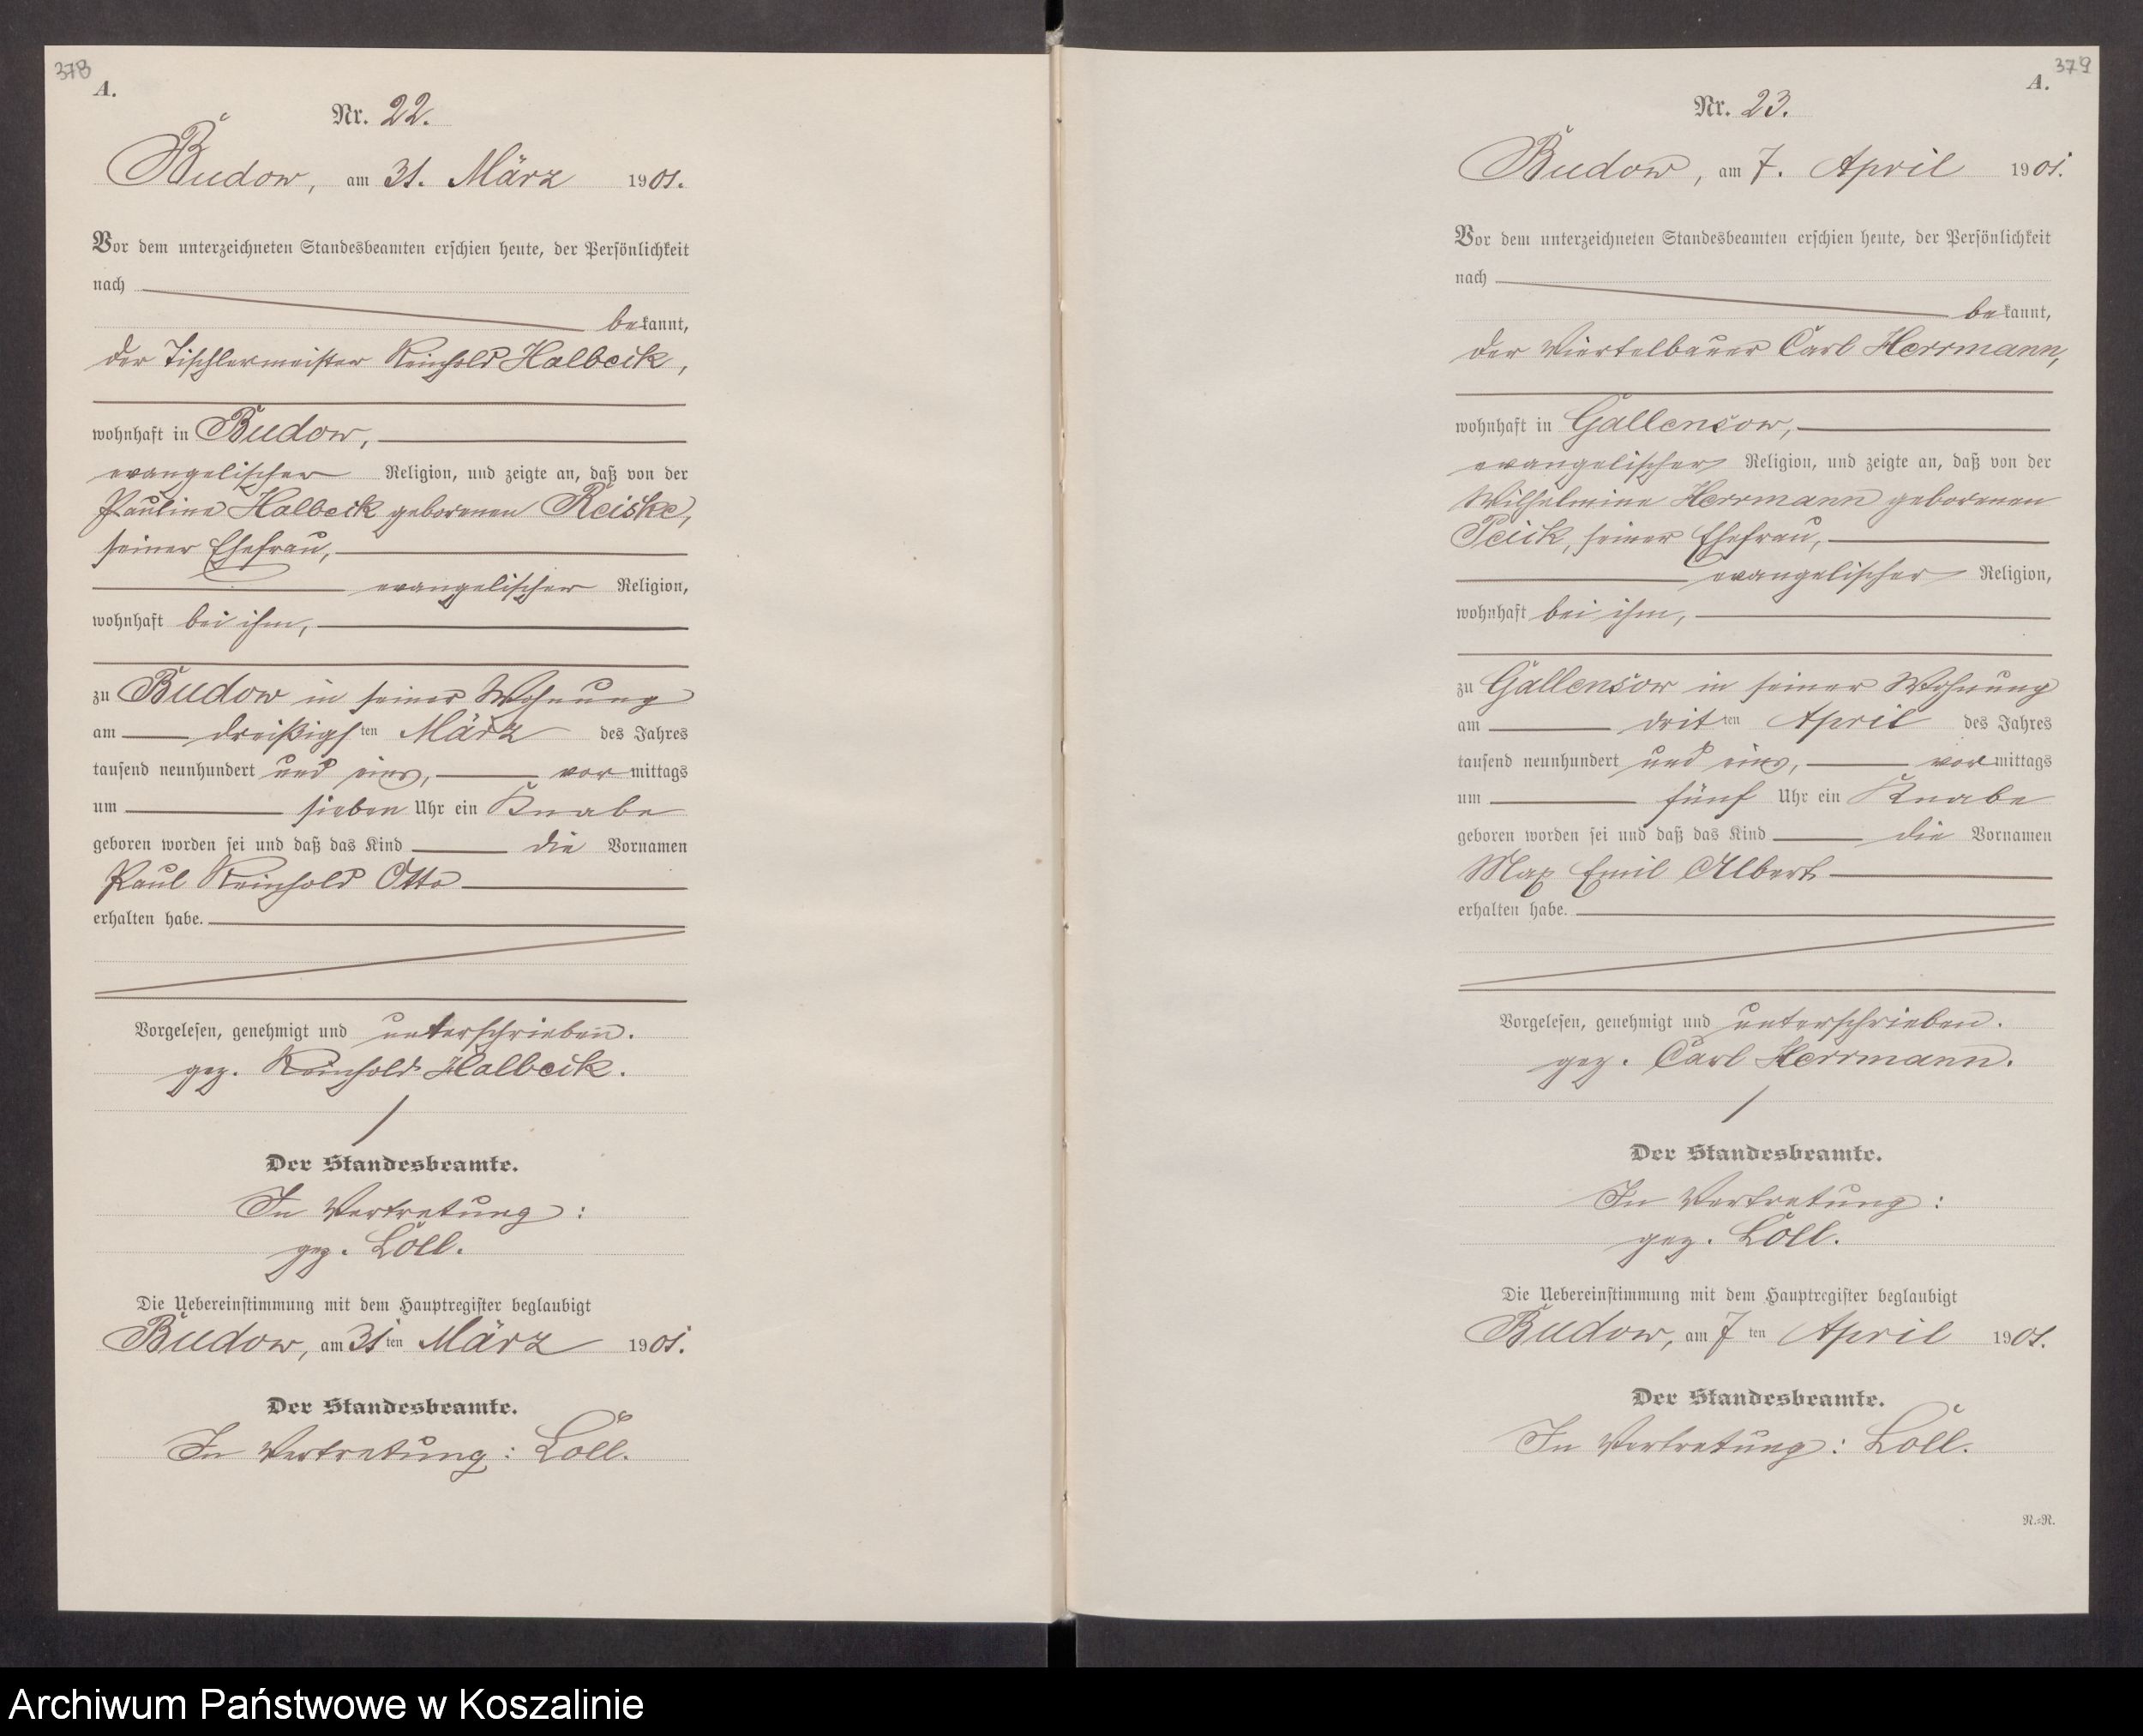 378
A.
Nr. 22.
Budow, am 31. März 1901.
Vor dem unterzeichneten Standesbeamten erschien heute, der Persönlichkeit
nach
bekannt,
der Tischlermeister Reinhold Halbeik,
wohnhaft in Budow,
evangelischer Religion, und zeigte an, daß von der
Pauline Halbeik geborenen Reiske,
seiner Ehefrau,
evangelischer Religion,
wohnhaft bei ihm,
zu Budow in seiner Wohnung
am dreißigsten März des Jahres
tausend neunhundert und eins, vormittags
um sieben Uhr ein Knabe
geboren worden sei und daß das Kind die Vornamen
Paul Reinhold Otto
erhalten habe.
Vorgelesen, genehmigt und unterschrieben.
gez. Reinhold Halbeik.
Der Standesbeamte.
In Vertretung:
gez. Loll.
Die Uebereinstimmung mit dem Hauptregister beglaubigt
Budow, am 31ten März 1901.
Der Standesbeamte.
In Vertretung: Loll.
379
A.
Nr. 23.
Budow, am 7. April 1901.
Vor dem unterzeichneten Standesbeamten erschien heute, der Persönlichkeit
nach
bekannt,
der Viertelbauer Carl Herrmann,
wohnhaft in Gallensow,
evangelischer Religion, und zeigte an, daß von der
Wilhelmine Herrmann geborenen
Peik, seiner Ehefrau,
evangelischer Religion,
wohnhaft bei ihm,
zu Gallensow in seiner Wohnung
am dritten April des Jahres
tausend neunhundert und eins, vormittags
um fünf Uhr ein Knabe
geboren worden sei und daß das Kind die Vornamen
Max Emil Albert
erhalten habe.
Vorgelesen, genehmigt und unterschrieben.
gez. Carl Herrmann.
Der Standesbeamte.
In Vertretung:
gez. Loll.
Die Uebereinstimmung mit dem Hauptregister beglaubigt
Budow, am 7ten April 1901.
Der Standesbeamte.
In Vertretung: Loll.
N.=R.
Archiwum Państwowe w Koszalinie